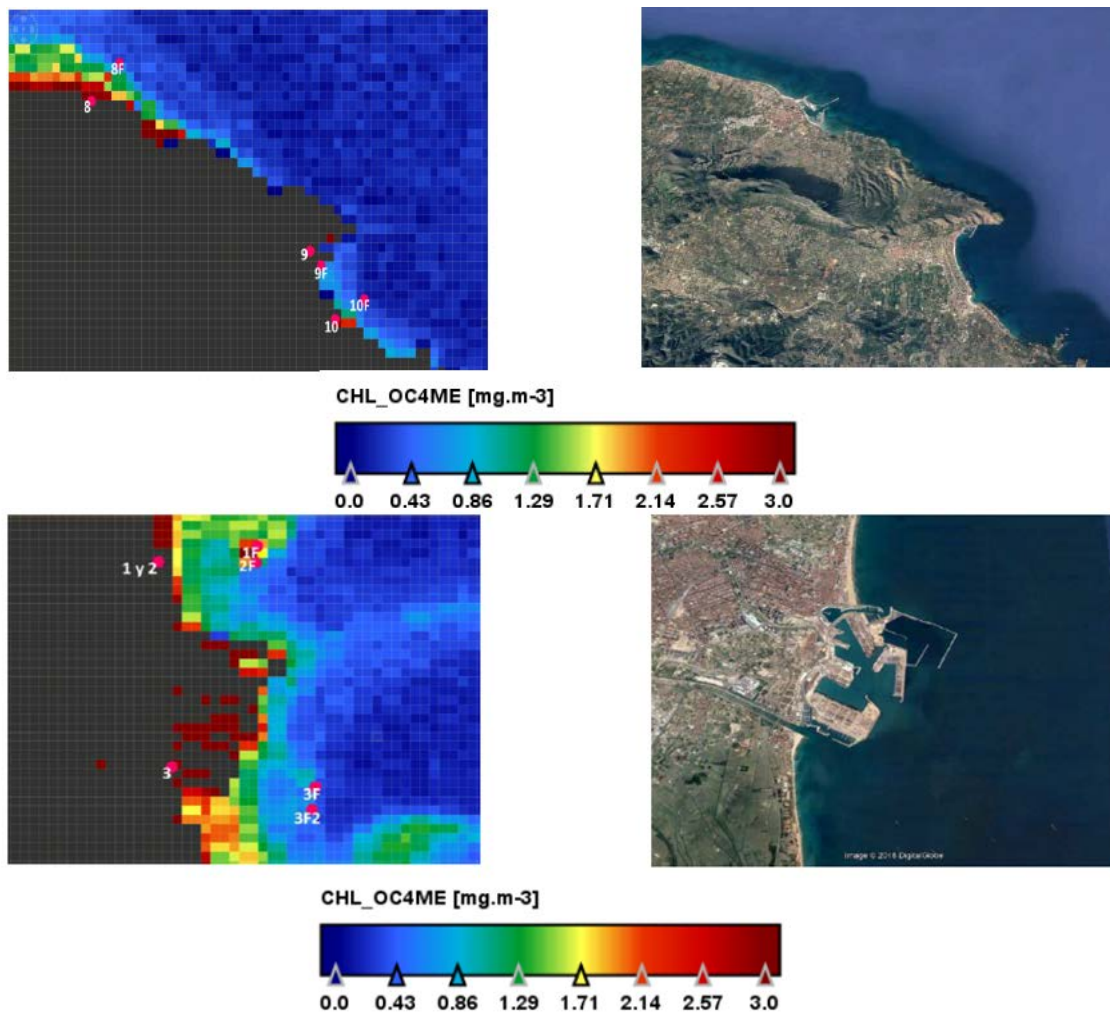 8F
8
9
9F
10F
10
CHL_OC4ME [mg.m-3]
0.0 0.43 0.86 1.29 1.71 2.14 2.57 3.0
1F
1 y 2
2F
3
3F
3F2
Image © 2016 DigitalGlobe
CHL_OC4ME [mg.m-3]
0.0 0.43 0.86 1.29 1.71 2.14 2.57 3.0